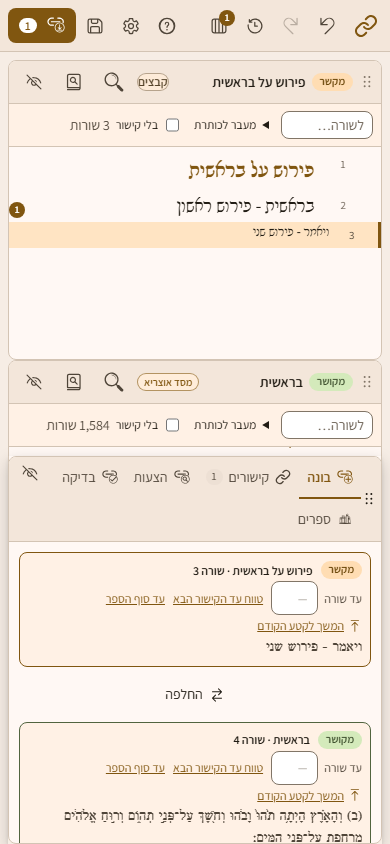 1
1
מקשר פירוש על בראשית קבצים
לשורה... מעבר לכותרת בלי קישור 3 שורות
1 פירוש על בראשית
2 בראשית - פירוש ראשון 1
3 ויאמר - פירוש שני
מקושר בראשית מסד אוצריא
לשורה... מעבר לכותרת בלי קישור 1,584 שורות
בונה קישורים 1 הצעות בדיקה
ספרים
מקשר פירוש על בראשית · שורה 3
עד שורה — טווח עד הקישור הבא עד סוף הספר
המשך לקטע הקודם
ויאמר - פירוש שני
החלפה
מקושר בראשית · שורה 4
עד שורה — טווח עד הקישור הבא עד סוף הספר
המשך לקטע הקודם
(ב) וְהָאָ֗רֶץ הָיְתָ֥ה תֹ֙הוּ֙ וָבֹ֔הוּ וְחֹ֖שֶׁךְ עַל־פְּנֵ֣י תְה֑וֹם וְר֣וּחַ אֱלֹהִ֔ים
מְרַחֶ֖פֶת עַל־פְּנֵ֥י הַמָּֽיִם׃